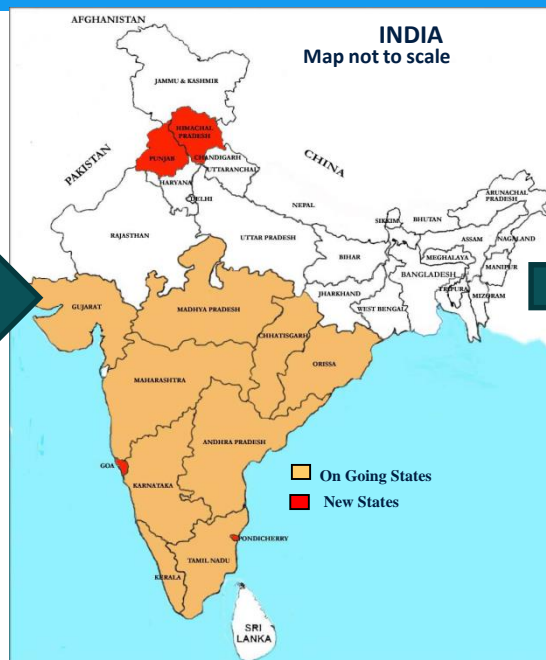 AFGHANISTAN
INDIA
Map not to scale
JAMMU & KASHMIR
HIMACHAL
PRADESH
PUNJAB
CHANDIGARH
UTTARANCHAL
PAKISTAN
CHINA
HARYANA
DELHI
NEPAL
ARUNACHAL
PRADESH
SIKKIM
BHUTAN
RAJASTHAN
UTTAR PRADESH
ASSAM
NAGALAND
BIHAR
MEGHALAYA
MANIPUR
BANGLADESH
JHARKHAND
TRIPURA
MIZORAM
WEST BENGAL
GUJARAT
MADHYA PRADESH
CHHATISGARH
ORISSA
MAHARASHTRA
ANDHRA PRADESH
GOA
KARNATAKA
On Going States
New States
PONDICHERRY
TAMIL NADU
KERALA
SRI
LANKA